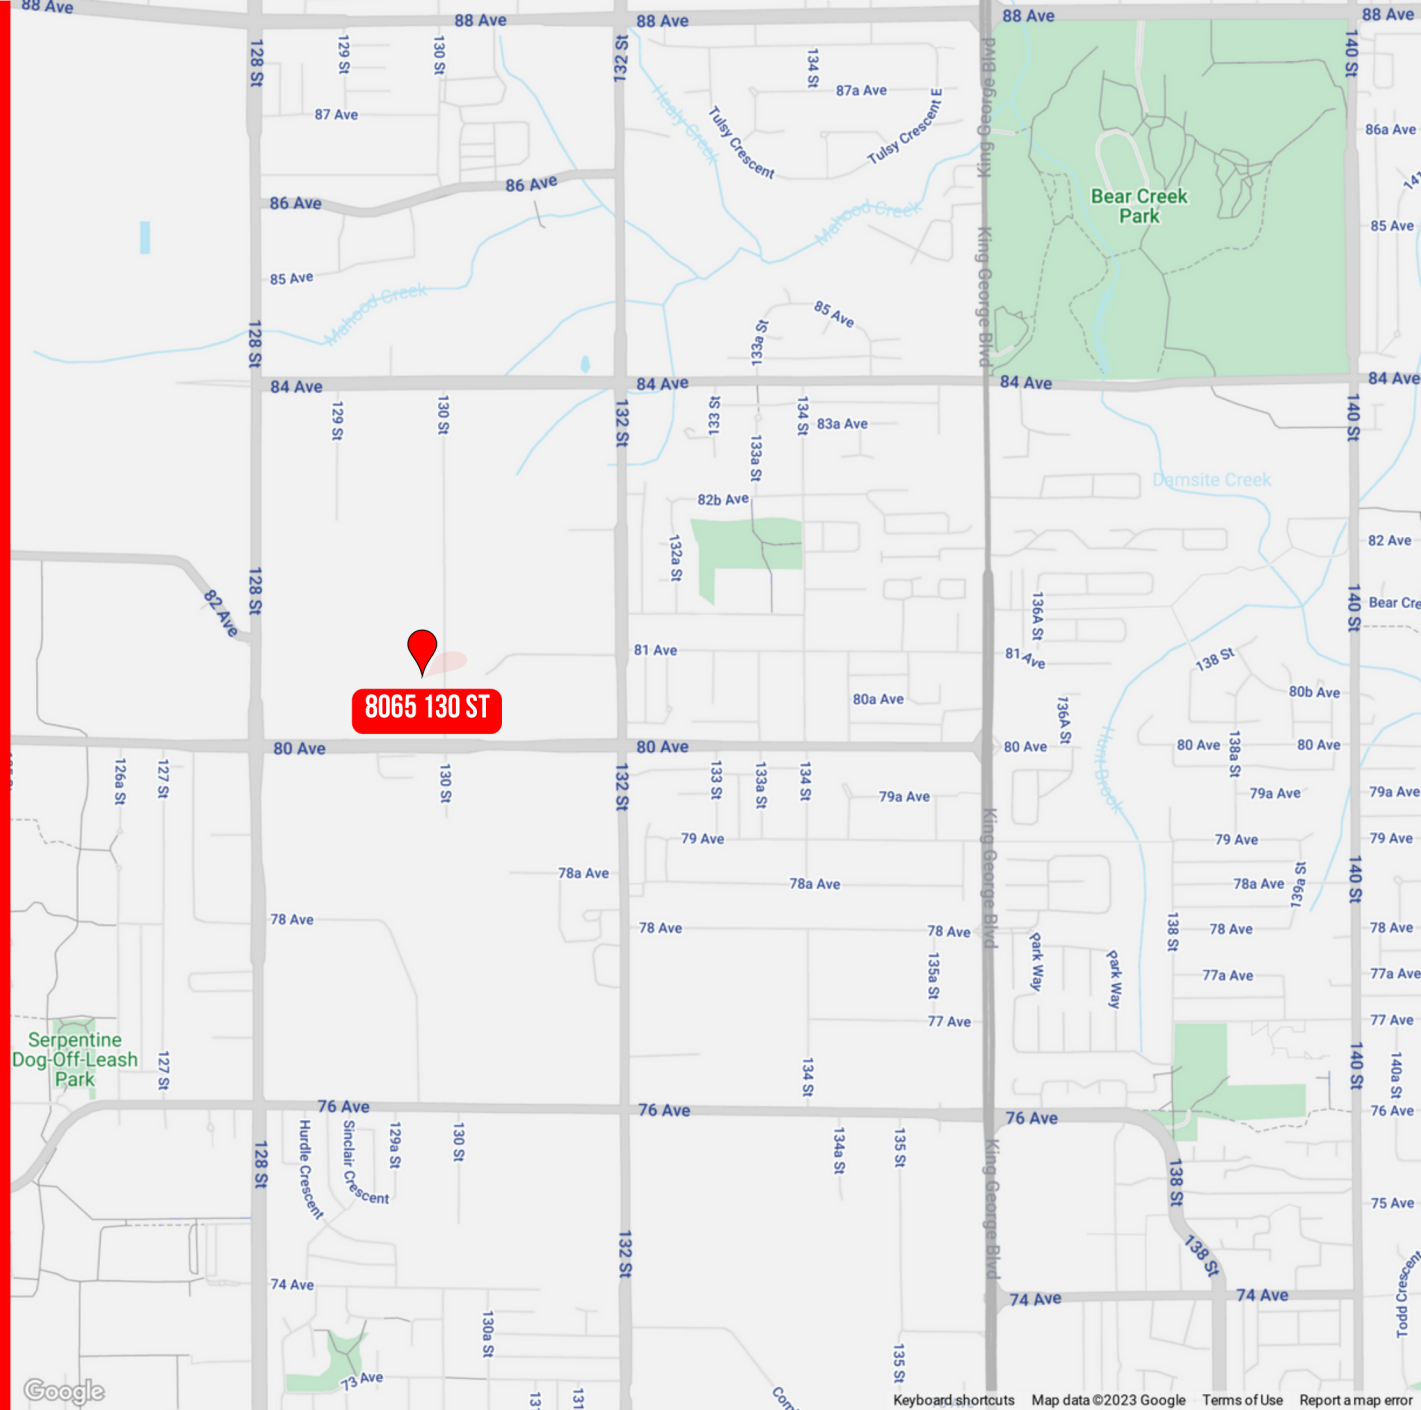 88 Ave
88 Ave
88 Ave
88 Ave
88 Ave
128 St
129 St
130 St
132 St
134 St
King George Blvd
140 St
87 Ave
87a Ave
Tulsy Crescent E
Tulsy Crescent
Tulsy Crescent
Healy Creek
86a Ave
86 Ave
86 Ave
Bear Creek
Park
Mahood Creek
85 Ave
King George Blvd
85 Ave
Mahood Creek
85 Ave
128 St
133a St
84 Ave
84 Ave
84 Ave
84 Ave
129 St
130 St
132 St
133 St
134 St
83a Ave
140 St
133a St
Damsite Creek
82b Ave
132a St
82 Ave
82 Ave
128 St
136A St
140 St
Bear Cre
81 Ave
81 Ave
138 St
80a Ave
80b Ave
136A St
8065 130 ST
80 Ave
80 Ave
80 Ave
80 Ave
80 Ave
138a St
Hunt Brook
126a St
127 St
130 St
132 St
133 St
133a St
134 St
79a Ave
79a Ave
79a Ave
79 Ave
79 Ave
79 Ave
King George Blvd
78a Ave
78a Ave
78a Ave
139a St
140 St
78 Ave
78 Ave
78 Ave
78 Ave
78 Ave
138 St
135a St
Park Way
Park Way
77a Ave
77a Ave
77 Ave
77 Ave
Serpentine
Dog-Off-Leash
Park
127 St
134 St
140 St
140a St
76 Ave
76 Ave
76 Ave
76 Ave
128 St
Hurdle Crescent
Sinclair Crescent
129a St
130 St
134a St
135 St
King George Blvd
138 St
75 Ave
132 St
138 St
74 Ave
74 Ave
74 Ave
Todd Crescent
130a St
135 St
73 Ave
Google
Keyboard shortcuts
Map data ©2023 Google
Terms of Use
Report a map error